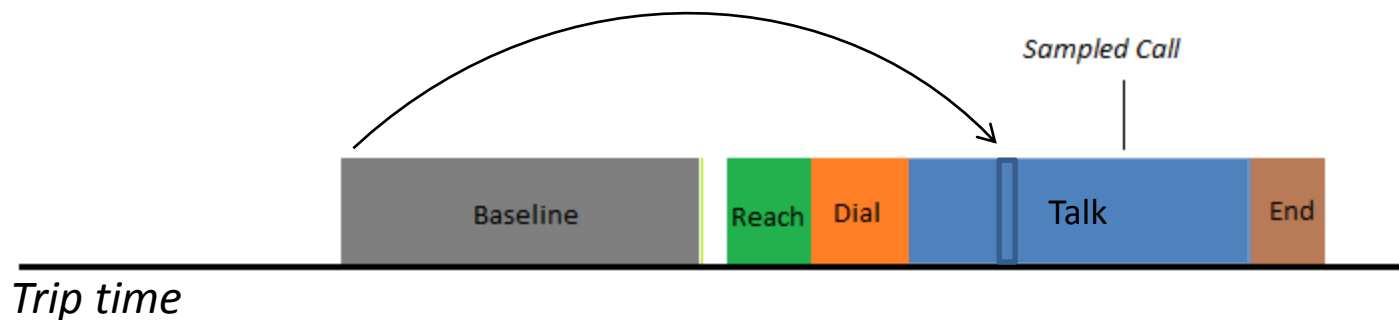 Sampled Call
Baseline
Reach
Dial
Talk
End
Trip time